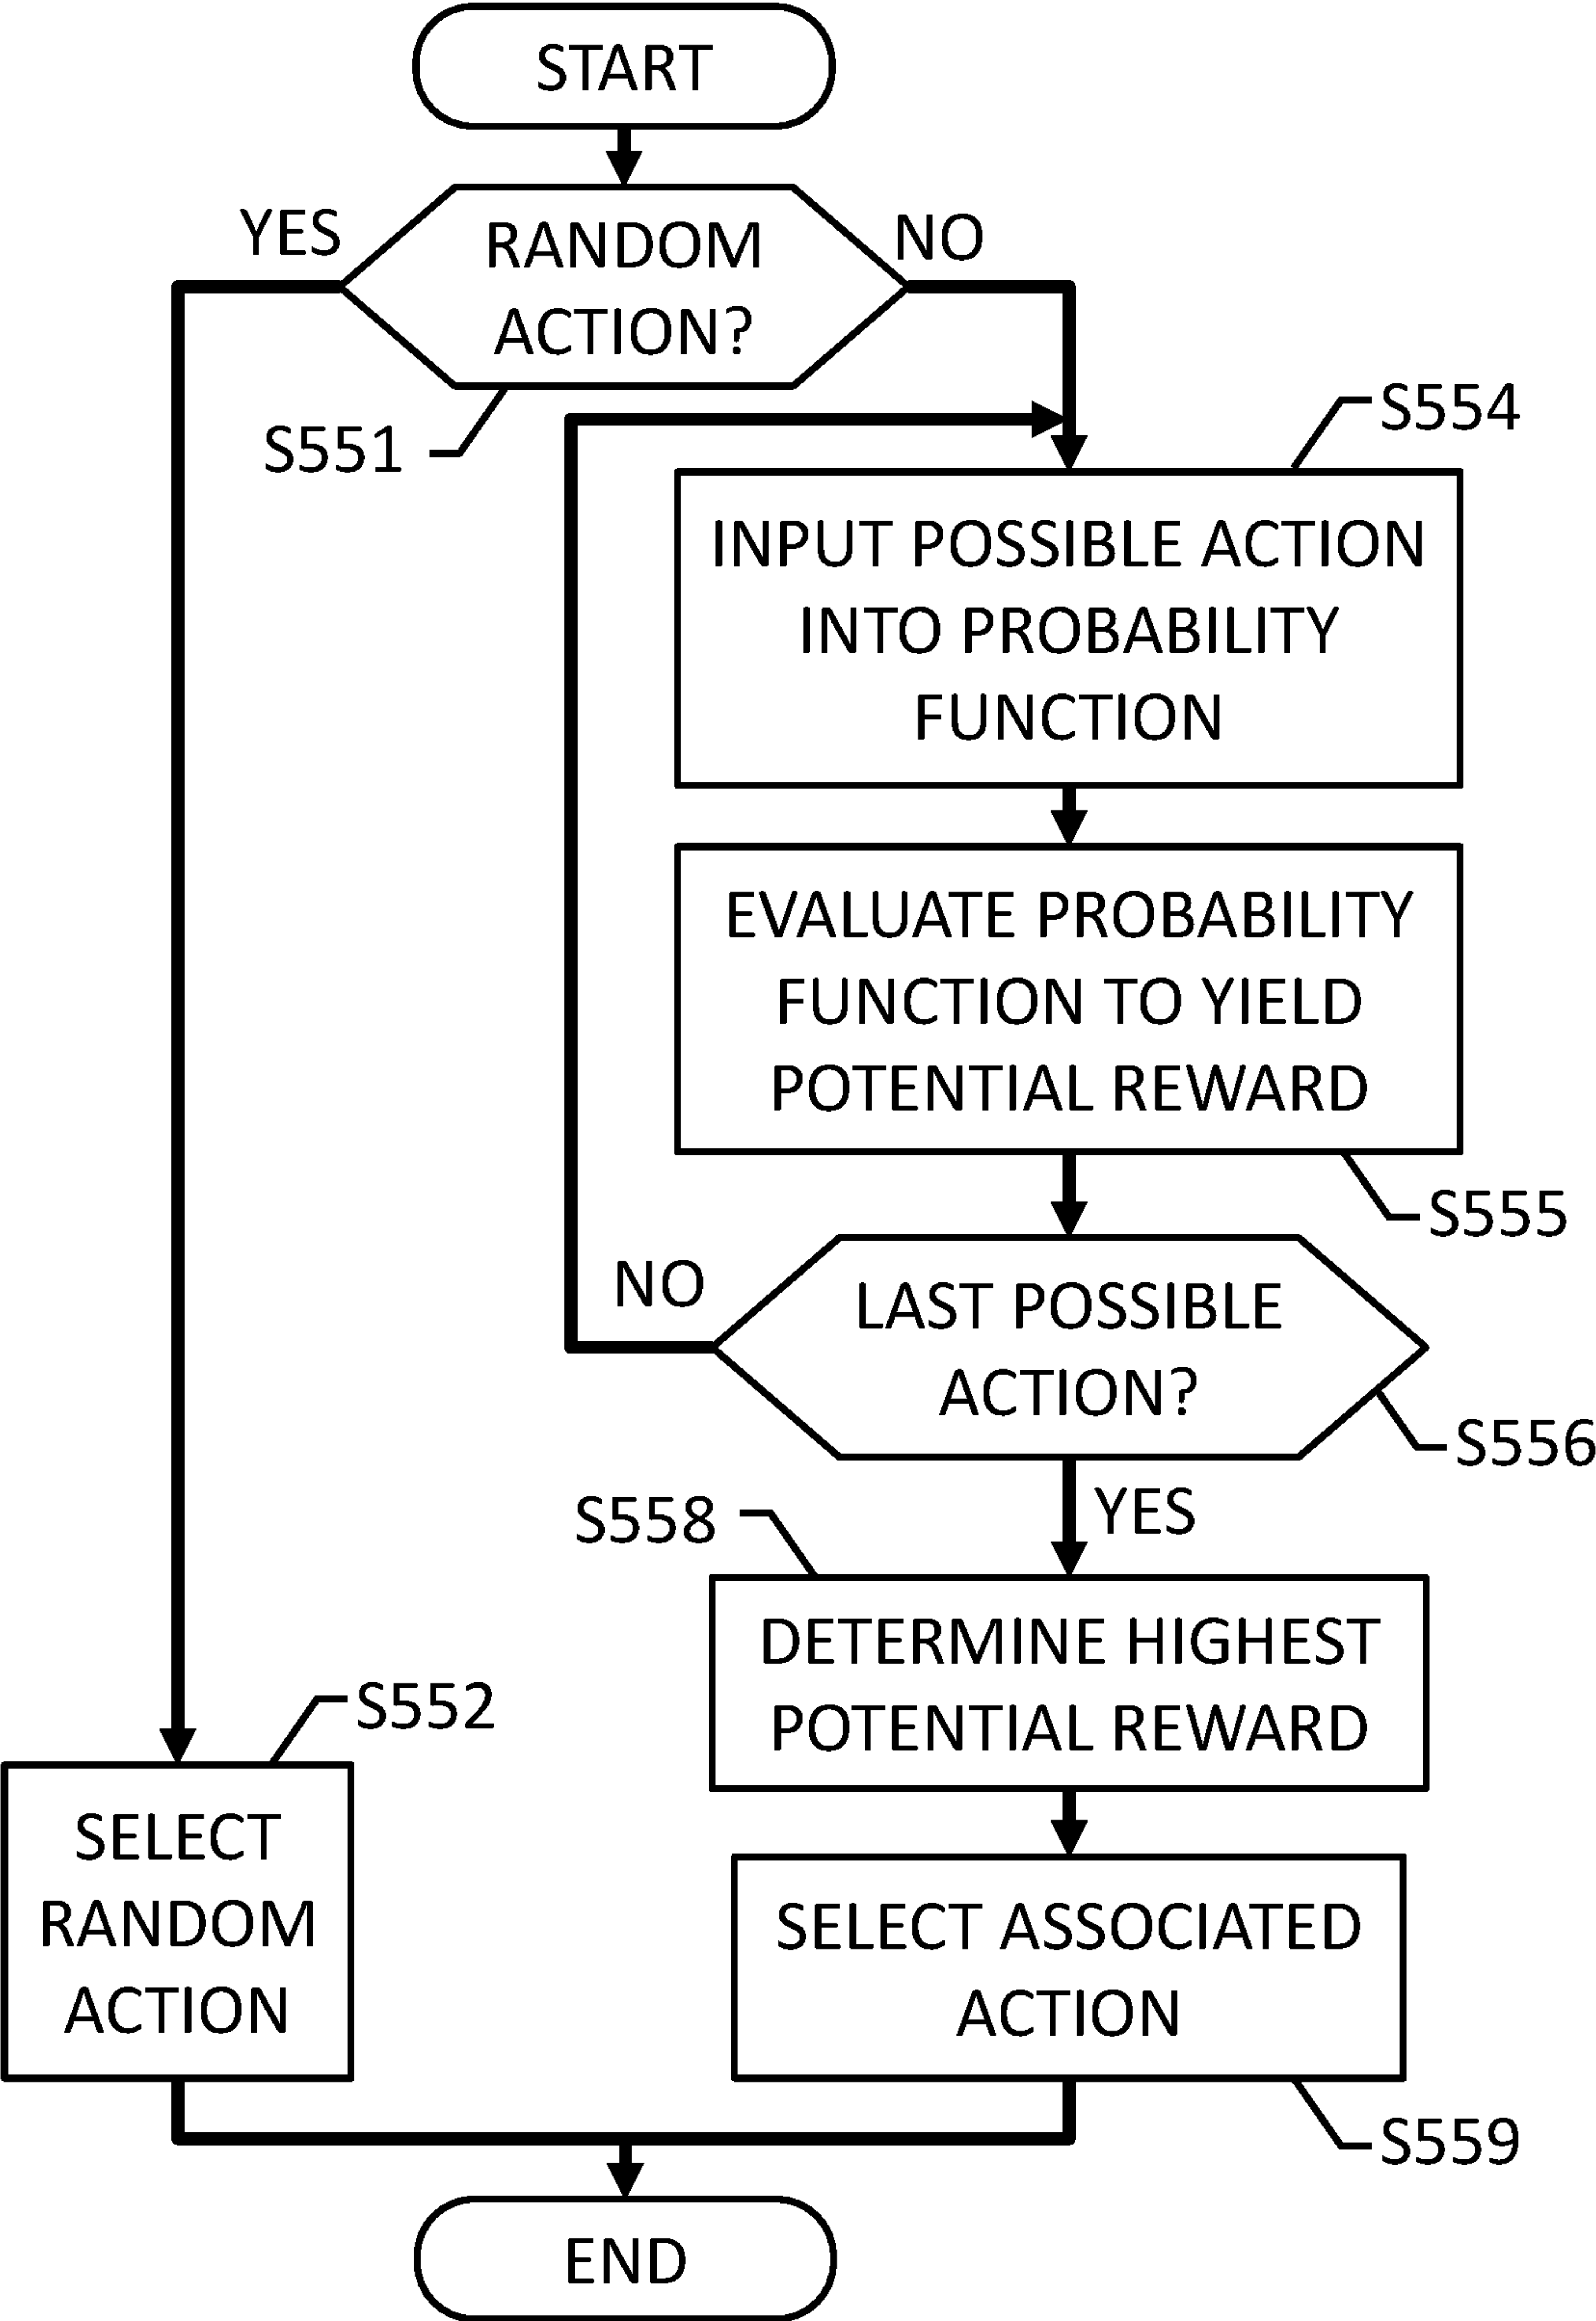 START
YES
RANDOM
ACTION?
NO
S551
S554
INPUT POSSIBLE ACTION
INTO PROBABILITY
FUNCTION
EVALUATE PROBABILITY
FUNCTION TO YIELD
POTENTIAL REWARD
S555
NO
LAST POSSIBLE
ACTION?
S556
YES
S558
DETERMINE HIGHEST
POTENTIAL REWARD
S552
SELECT
RANDOM
ACTION
SELECT ASSOCIATED
ACTION
S559
END